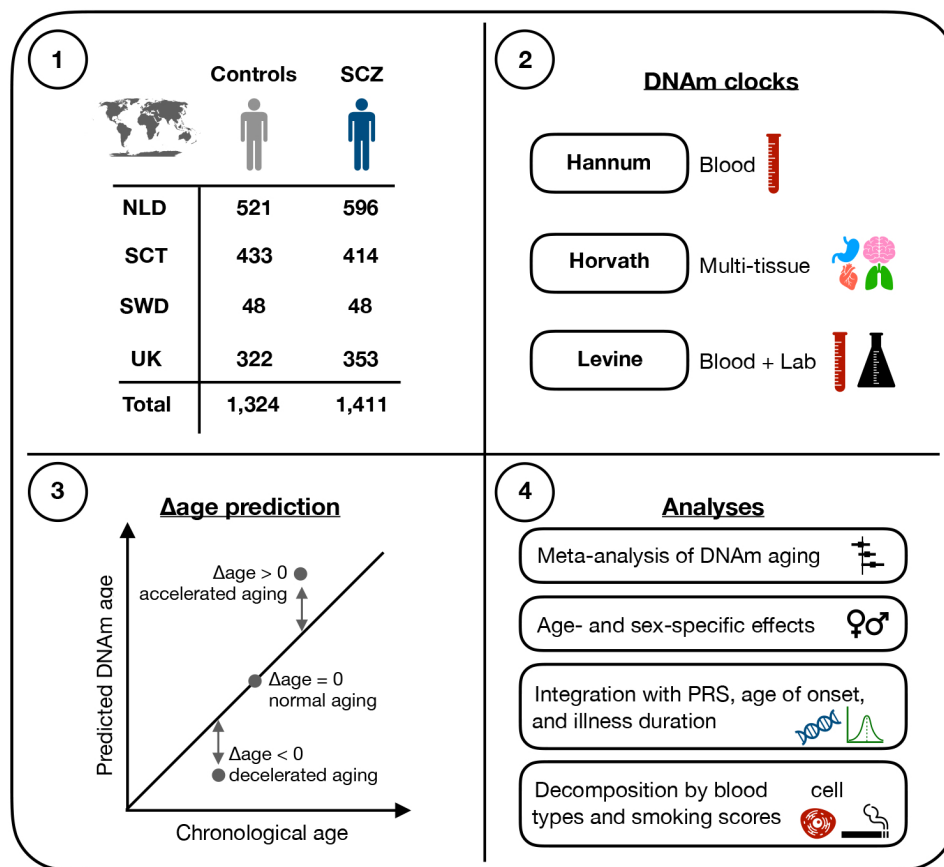 1
Controls SCZ
NLD 521 596
SCT 433 414
SWD 48 48
UK 322 353
Total 1,324 1,411
2
DNAm clocks
Hannum Blood
Horvath Multi-tissue
Levine Blood + Lab
3
Δage prediction
Predicted DNAm age
Δage > 0
accelerated aging
Δage = 0
normal aging
Δage < 0
decelerated aging
Chronological age
4
Analyses
Meta-analysis of DNAm aging
Age- and sex-specific effects
Integration with PRS, age of onset,
and illness duration
Decomposition by blood cell
types and smoking scores